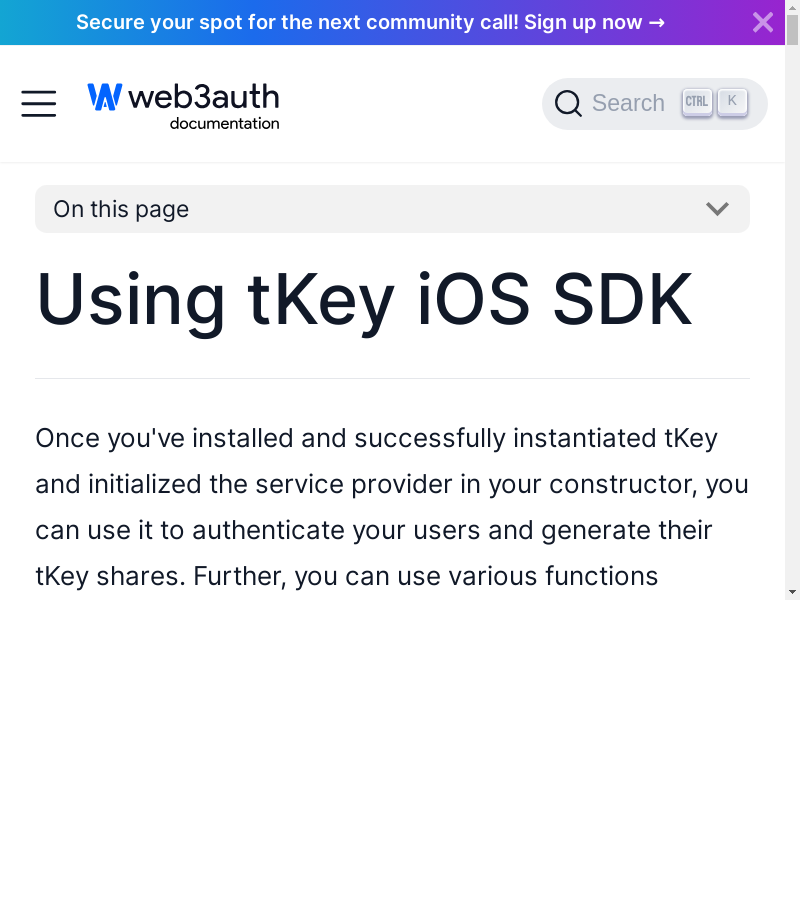 Secure your spot for the next community call! Sign up now →
web3auth
documentation
Search CTRL K
On this page
Using tKey iOS SDK
Once you've installed and successfully instantiated tKey
and initialized the service provider in your constructor, you
can use it to authenticate your users and generate their
tKey shares. Further, you can use various functions